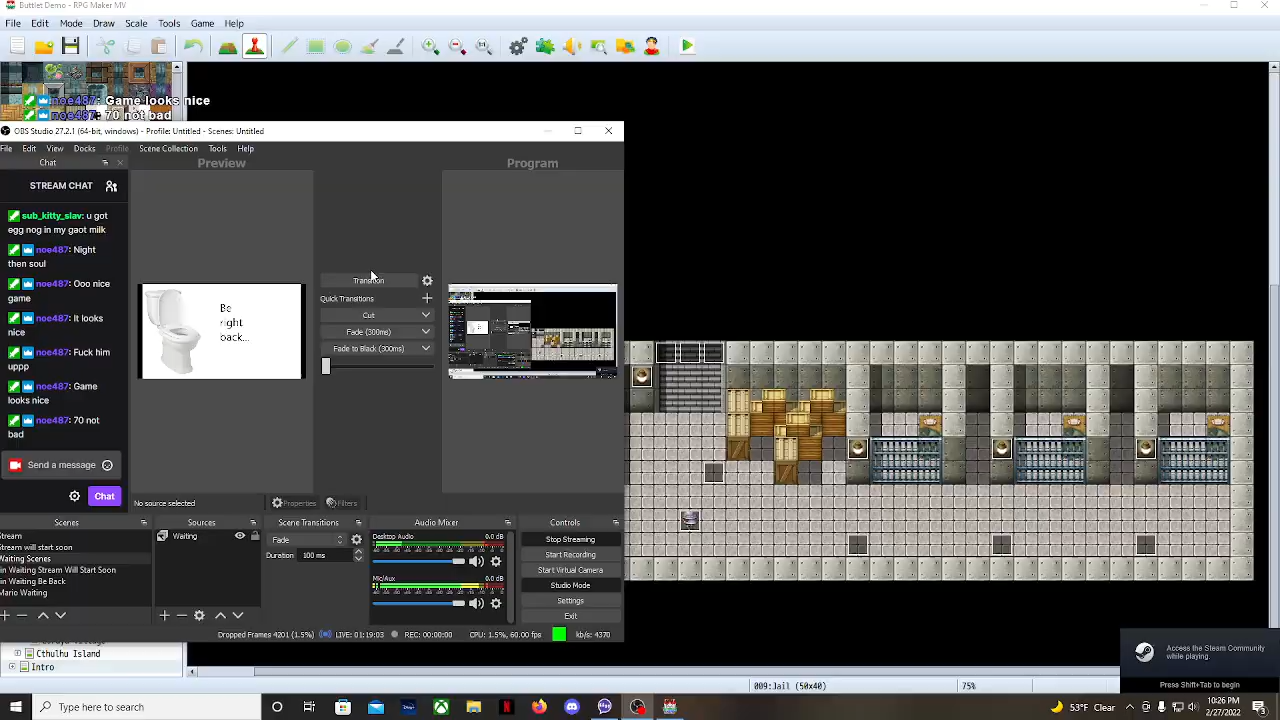 Buttlet Demo - RPG Maker MV
File Edit Mode Draw Scale Tools Game Help
noe487: Game looks nice
noe487: 70 not bad
OBS Studio 27.2.1 (64-bit, windows) - Profile: Untitled - Scenes: Untitled
File Edit View Docks Profile Scene Collection Tools Help
Chat
Preview
Program
STREAM CHAT
sub_kitty_slav: u got
egg nog in my gaot milk
noe487: Night
then soul
noe487: Ooo nice
game
noe487: It looks
nice
noe487: Fuck him
uppp
noe487: Game
looks nice
noe487: 70 not
bad
Send a message
Chat
Be
right
back...
Transition
Quick Transitions
Cut
Fade (300ms)
Fade to Black (300ms)
No source selected
Properties
Filters
Scenes
Sources
Scene Transitions
Audio Mixer
Controls
Stream
Stream will start soon
Waiting Scenes
in Waiting Stream Will Start Soon
in Waiting Be Back
Mario Waiting
Waiting
Fade
Duration 100 ms
Desktop Audio 0.0 dB
Mic/Aux 0.0 dB
Stop Streaming
Start Recording
Start Virtual Camera
Studio Mode
Settings
Exit
Dropped Frames 4201 (1.5%) LIVE: 01:19:03 REC: 00:00:00 CPU: 1.5%, 60.00 fps kb/s: 4370
Cthulhu Island
Intro
009:Jail (50x40)
75%
Access the Steam Community
while playing.
Press Shift+Tab to begin
Type here to search
53°F Clear
10:26 PM
2/27/2022